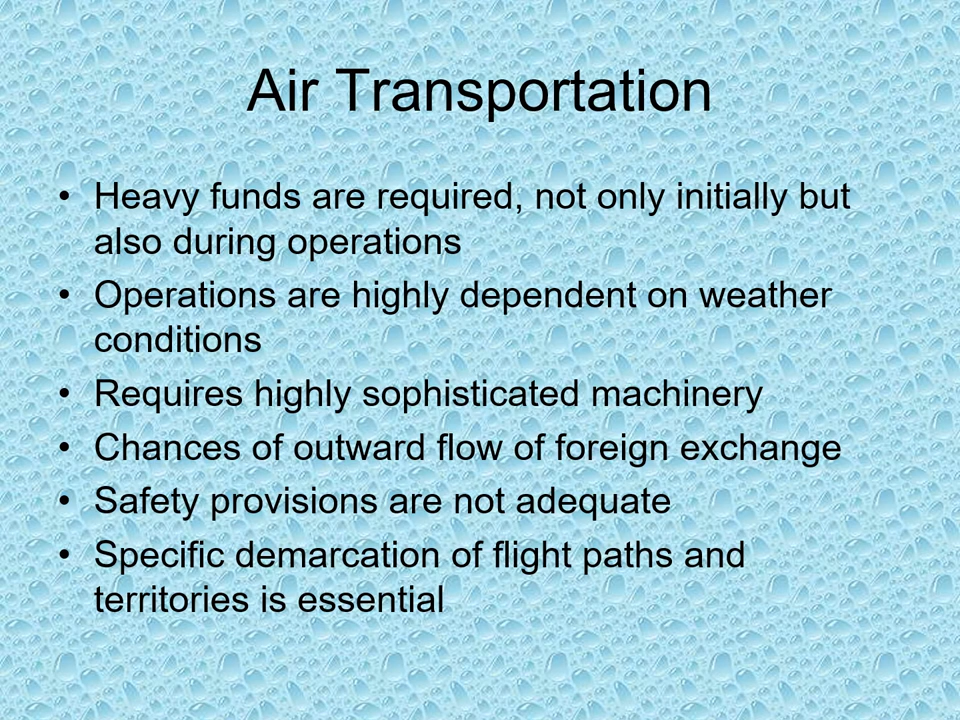 Air Transportation
• Heavy funds are required, not only initially but
also during operations
• Operations are highly dependent on weather
conditions
• Requires highly sophisticated machinery
• Chances of outward flow of foreign exchange
• Safety provisions are not adequate
• Specific demarcation of flight paths and
territories is essential